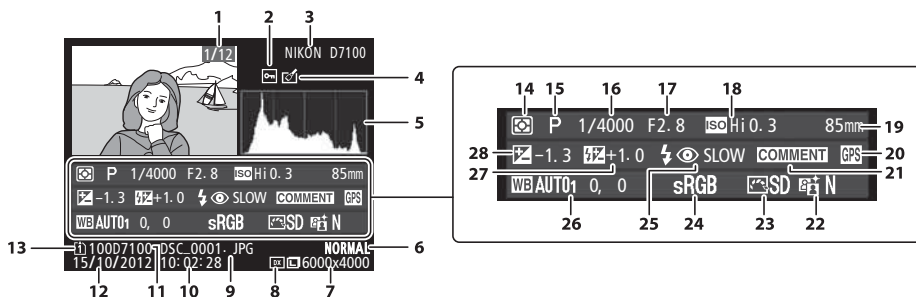 1 2 3
1/12 NIKON D7100
4
5
P 1/4000 F2.8 ISO Hi0.3 85mm
-1.3 +1.0 SLOW COMMENT GPS
WB AUTO1 0, 0 sRGB SD N
13 1 100D7100 DSC_0001.JPG NORMAL 6
15/10/2012 10:02:28 DX 6000x4000
12 11 10 9 8 7
14 15 16 17 18
P 1/4000 F2.8 ISO Hi0.3 85mm 19
28 -1.3 +1.0 SLOW COMMENT GPS 20
27 21
WB AUTO1 0, 0 sRGB SD N
26 25 24 23 22